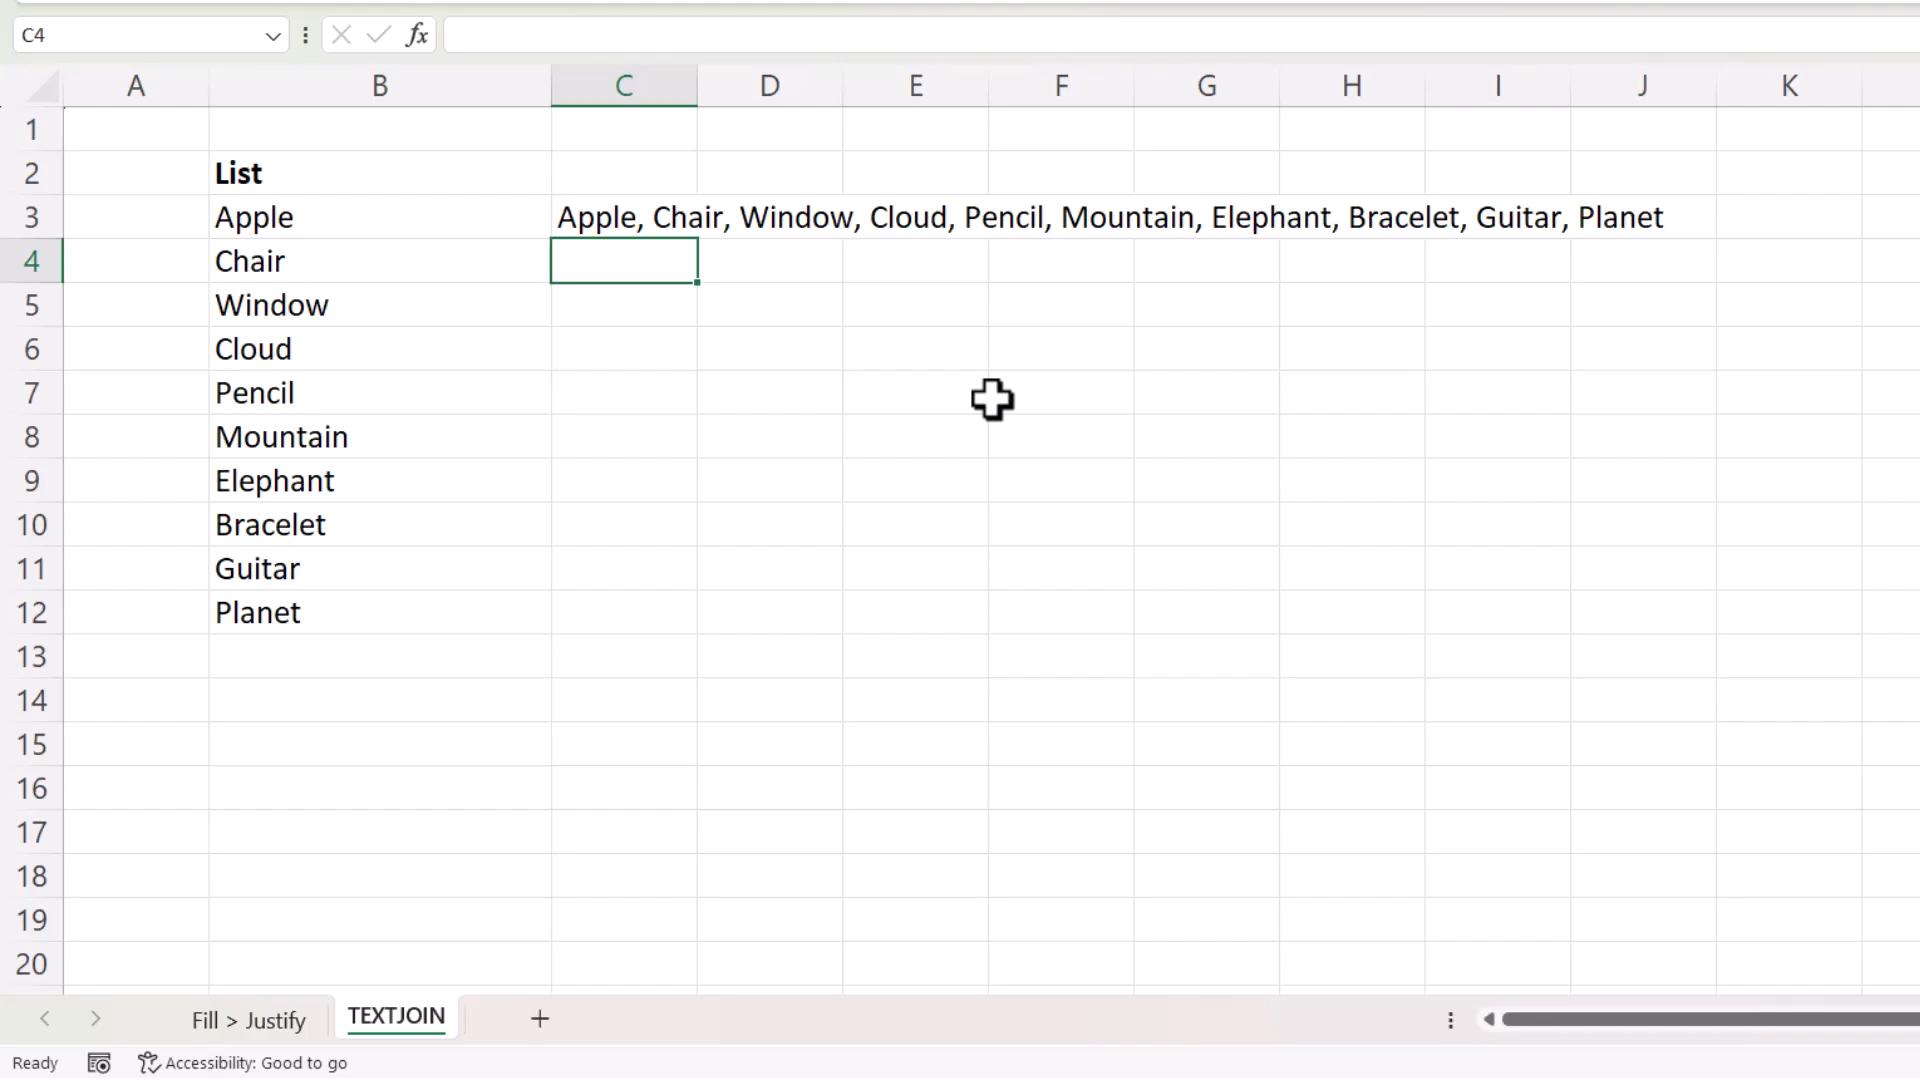 C4
fx
A B C D E F G H I J K
1
2 List
3 Apple Apple, Chair, Window, Cloud, Pencil, Mountain, Elephant, Bracelet, Guitar, Planet
4 Chair
5 Window
6 Cloud
7 Pencil
8 Mountain
9 Elephant
10 Bracelet
11 Guitar
12 Planet
13
14
15
16
17
18
19
20
Fill > Justify TEXTJOIN
Ready Accessibility: Good to go